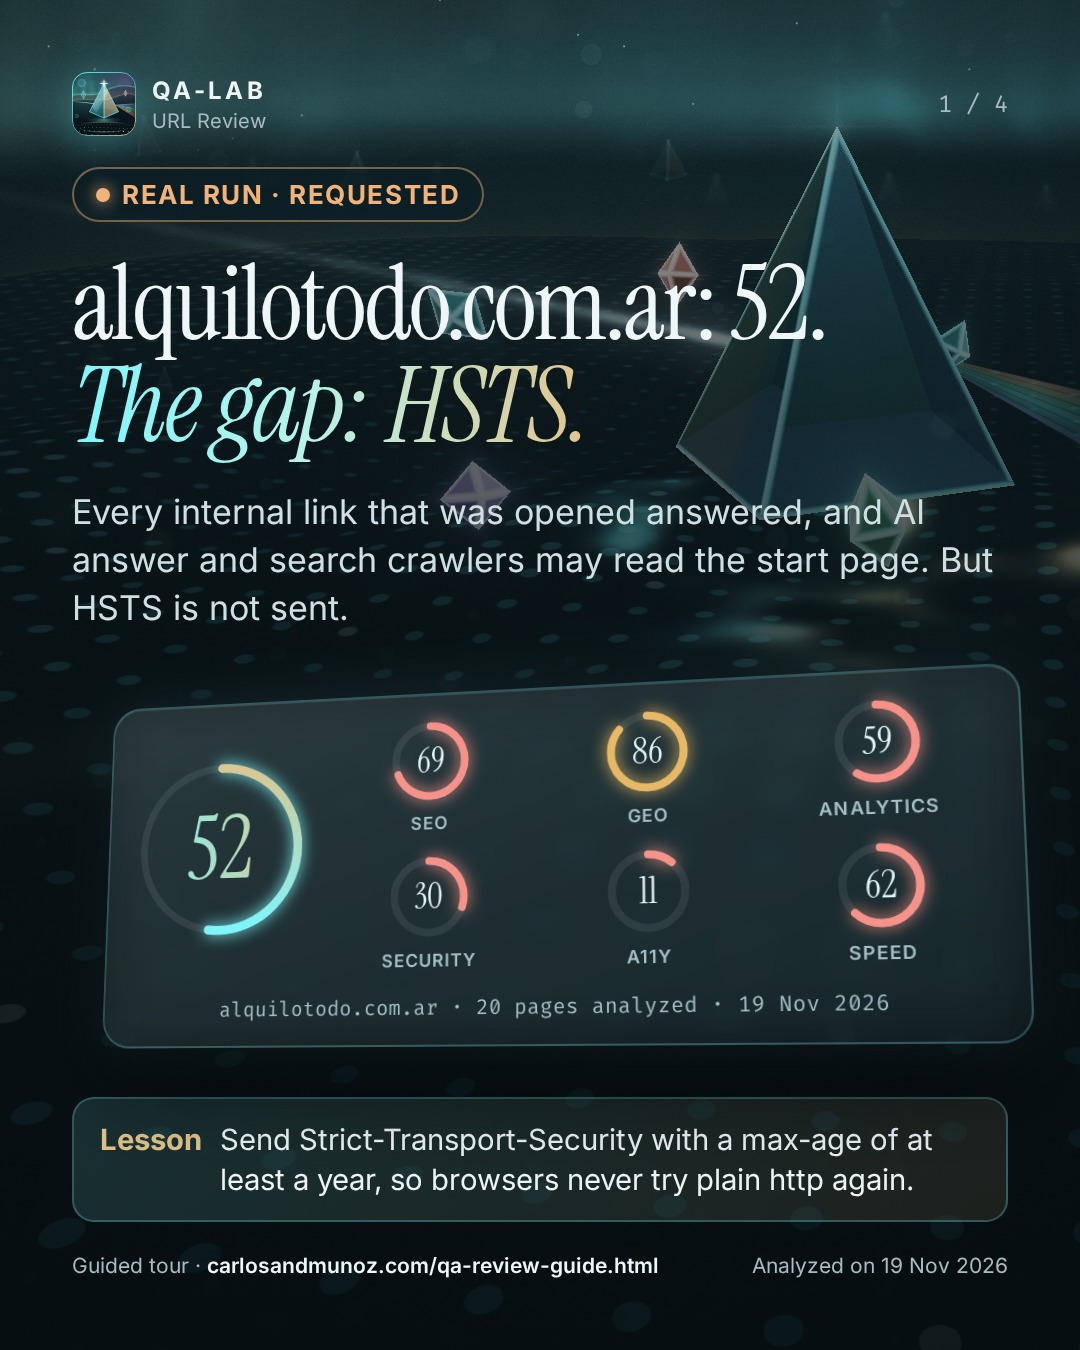 QA-LAB
URL Review
1 / 4
REAL RUN · REQUESTED
alquilotodo.com.ar: 52.
The gap: HSTS.
Every internal link that was opened answered, and AI
answer and search crawlers may read the start page. But
HSTS is not sent.
52
69
SEO
86
GEO
59
ANALYTICS
30
SECURITY
11
A11Y
62
SPEED
alquilotodo.com.ar · 20 pages analyzed · 19 Nov 2026
Lesson Send Strict-Transport-Security with a max-age of at
least a year, so browsers never try plain http again.
Guided tour · carlosandmunoz.com/qa-review-guide.html
Analyzed on 19 Nov 2026